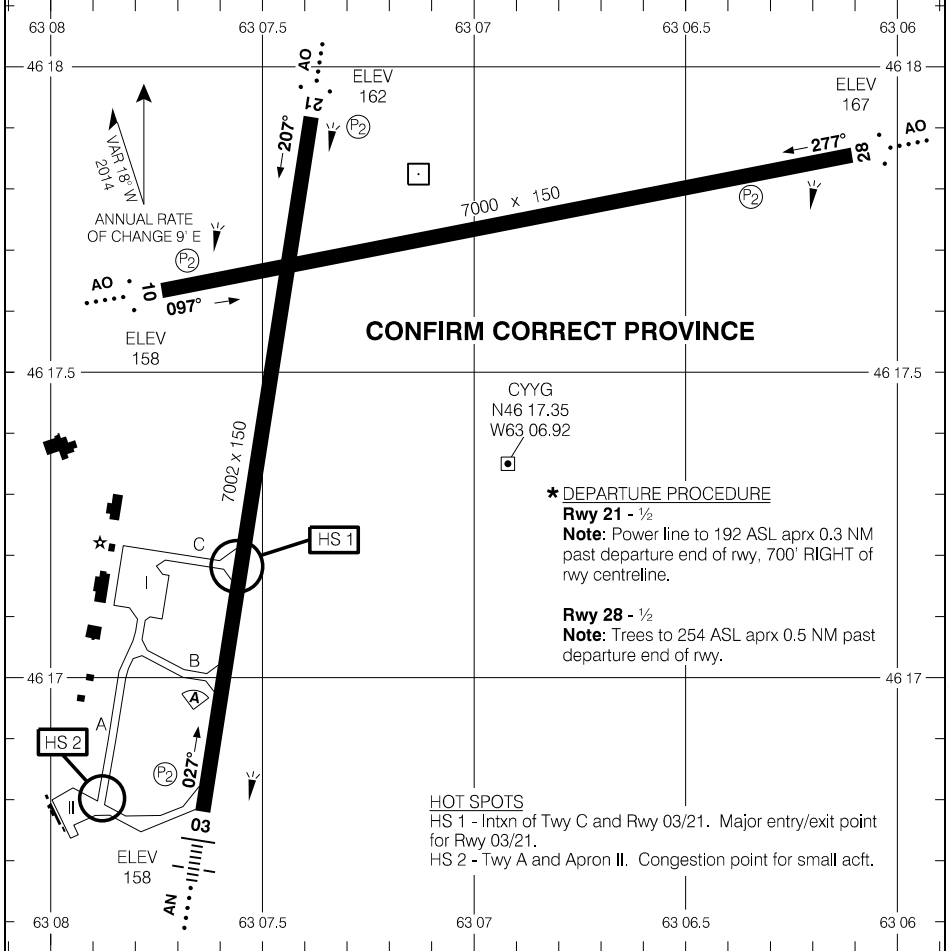 63 08
63 07.5
63 07
63 06.5
63 06
46 18
46 18
AO
21
ELEV
162
207°
P2
ELEV
167
AO
28
277°
P2
VAR 18° W
2014
ANNUAL RATE
OF CHANGE 9' E
P2
7000 x 150
AO
10
097°
ELEV
158
CONFIRM CORRECT PROVINCE
46 17.5
46 17.5
CYYG
N46 17.35
W63 06.92
7002 x 150
* DEPARTURE PROCEDURE
Rwy 21 - ½
Note: Power line to 192 ASL aprx 0.3 NM
past departure end of rwy, 700' RIGHT of
rwy centreline.
Rwy 28 - ½
Note: Trees to 254 ASL aprx 0.5 NM past
departure end of rwy.
C
HS 1
I
B
46 17
46 17
A
A
HS 2
P2
027°
II
03
ELEV
158
AN
HOT SPOTS
HS 1 - Intxn of Twy C and Rwy 03/21. Major entry/exit point
for Rwy 03/21.
HS 2 - Twy A and Apron II. Congestion point for small acft.
63 08
63 07.5
63 07
63 06.5
63 06